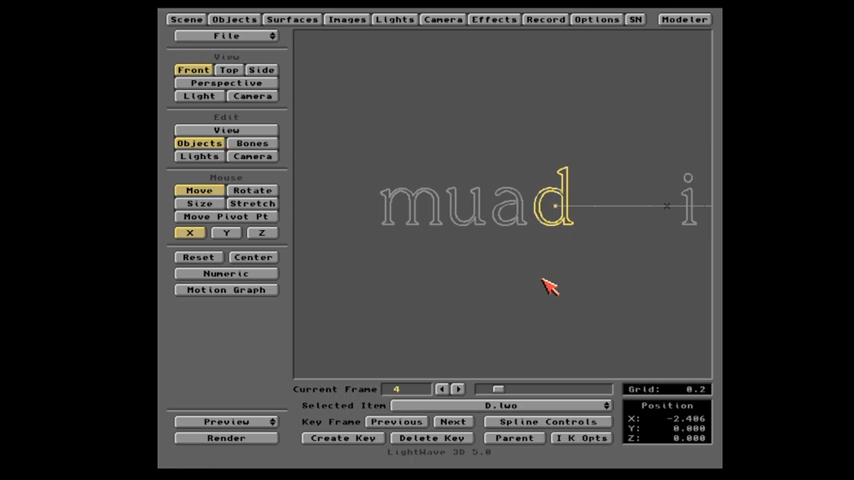 Scene Objects Surfaces Images Lights Camera Effects Record Options SN Modeler
File
View
Front Top Side
Perspective
Light Camera
Edit
View
Objects Bones
Lights Camera
Mouse
Move Rotate
Size Stretch
Move Pivot Pt
X Y Z
Reset Center
Numeric
Motion Graph
muad i
Current Frame 4 Grid: 0.2
Selected Item D.lwo Position
X: -2.406
Preview Key Frame Previous Next Spline Controls Y: 0.000
Render Create Key Delete Key Parent I K Opts Z: 0.000
LightWave 3D 5.0